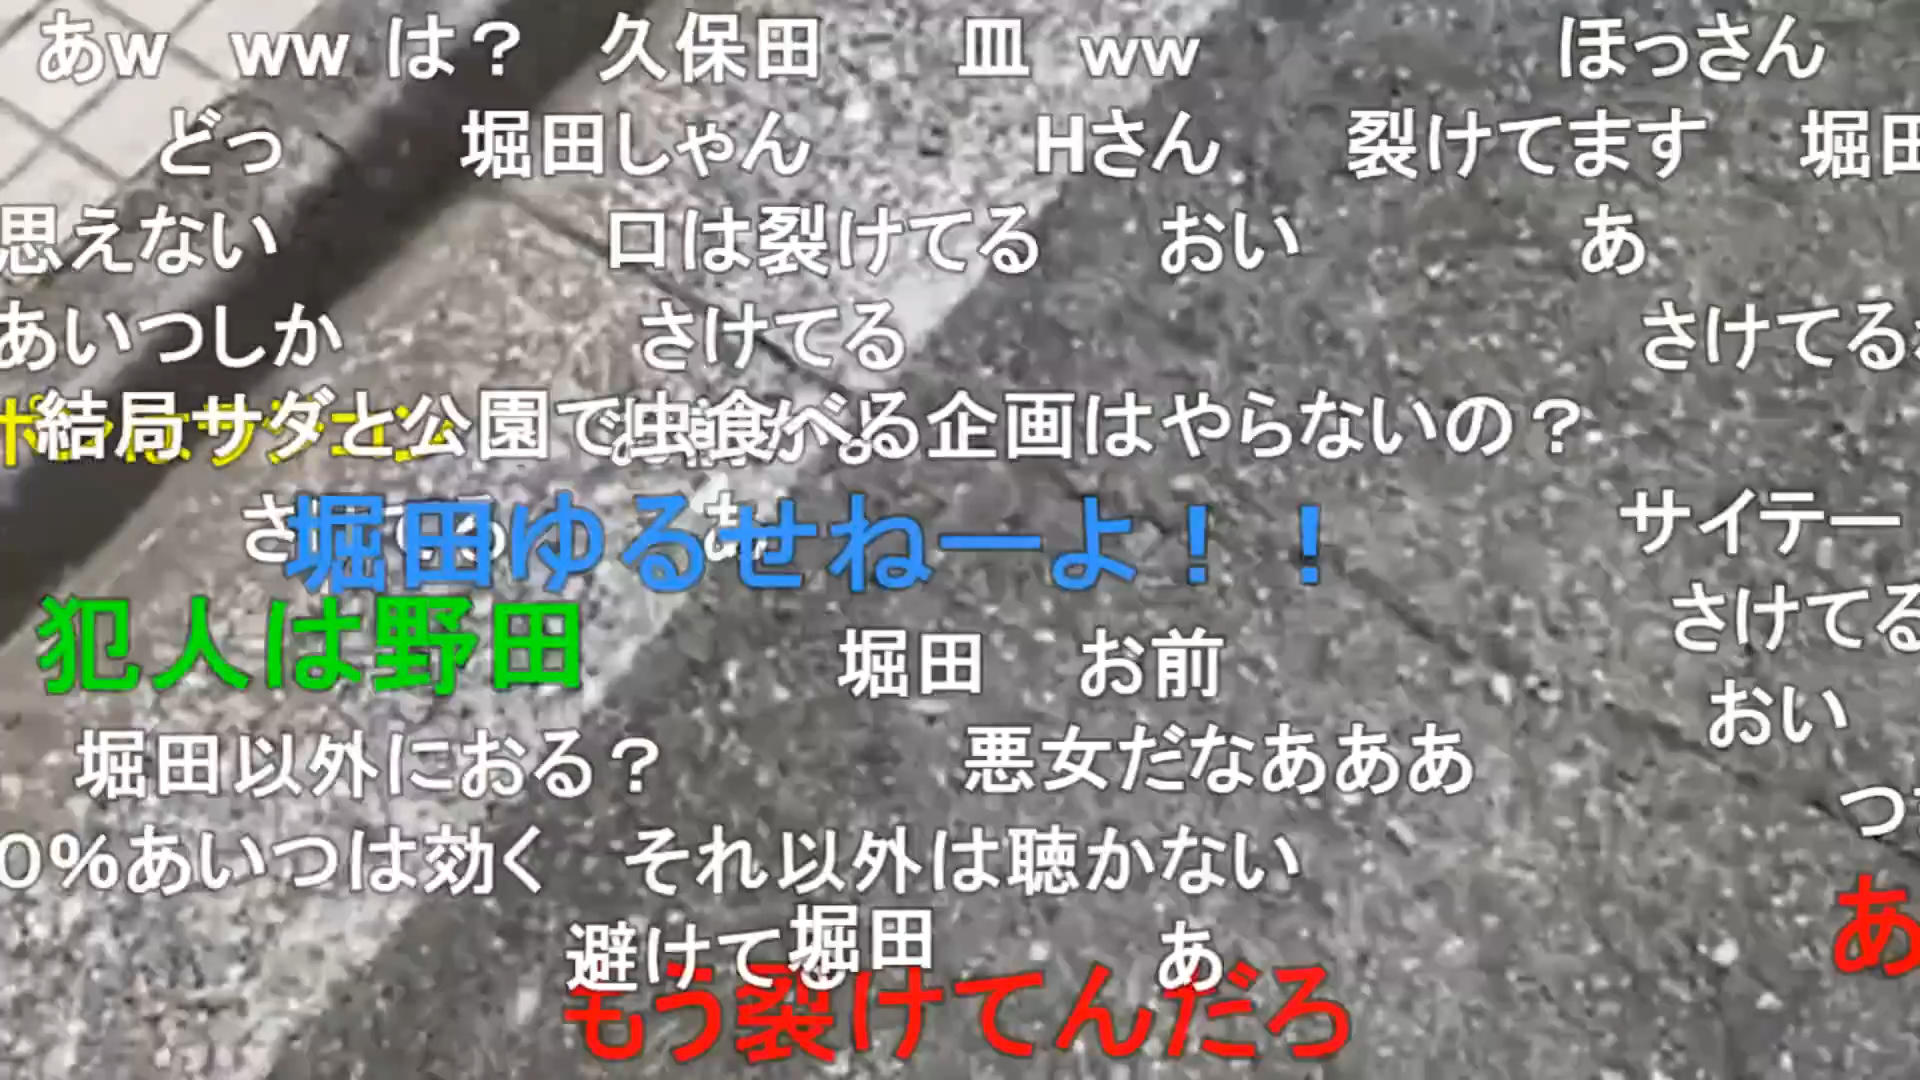 あw ww は? 久保田 皿 ww ほっさん
どっ 堀田しゃん Hさん 裂けてます 堀田
思えない 口は裂けてる おい あ
あいつしか さけてる さけてる
結局サダと公園で虫食べる企画はやらないの?
あ サイテー
堀田ゆるせねーよ!!
犯人は野田 さけてる
堀田 お前
おい
堀田以外におる? 悪女だなあああ
つ
0%あいつは効く それ以外は聴かない
あ
避けてる 堀田 あ
もう裂けてんだろ